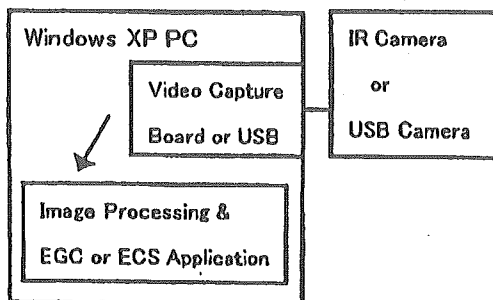 Windows XP PC
Video Capture
Board or USB
IR Camera
or
USB Camera
Image Processing &
EGC or ECS Application